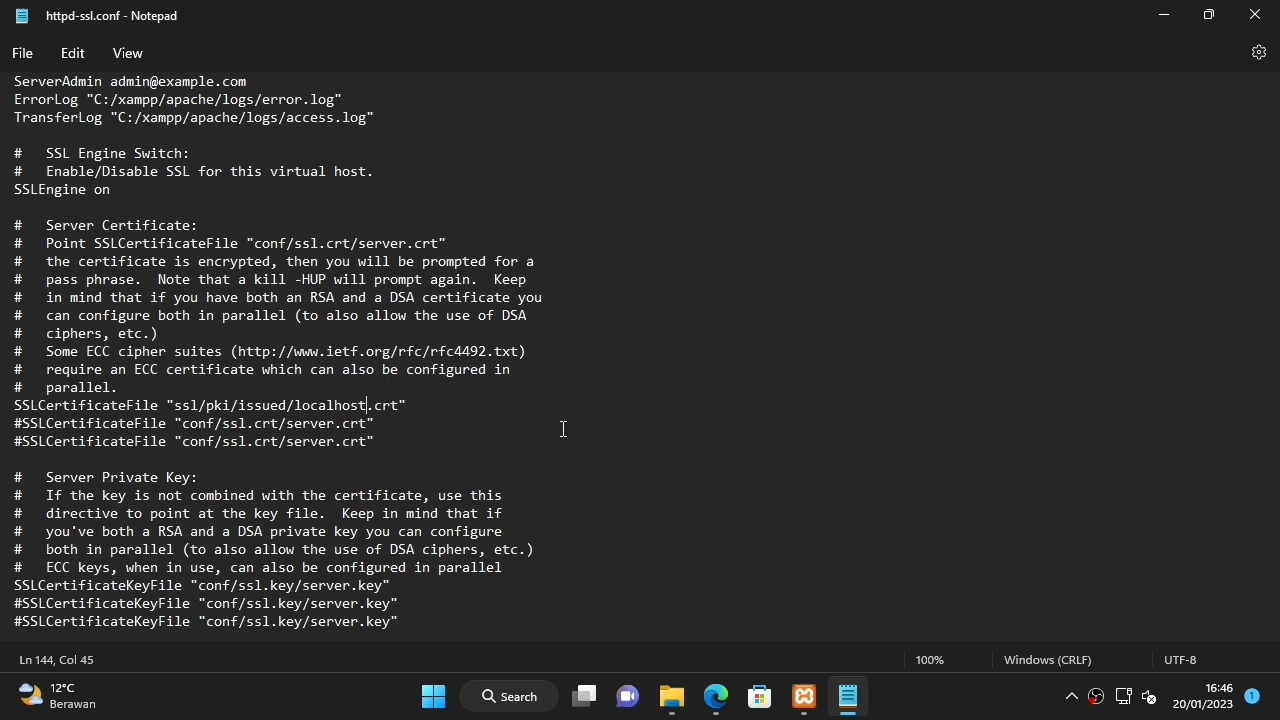 httpd-ssl.conf - Notepad
File Edit View
ServerAdmin admin@example.com
ErrorLog "C:/xampp/apache/logs/error.log"
TransferLog "C:/xampp/apache/logs/access.log"
# SSL Engine Switch:
# Enable/Disable SSL for this virtual host.
SSLEngine on
# Server Certificate:
# Point SSLCertificateFile "conf/ssl.crt/server.crt"
# the certificate is encrypted, then you will be prompted for a
# pass phrase. Note that a kill -HUP will prompt again. Keep
# in mind that if you have both an RSA and a DSA certificate you
# can configure both in parallel (to also allow the use of DSA
# ciphers, etc.)
# Some ECC cipher suites (http://www.ietf.org/rfc/rfc4492.txt)
# require an ECC certificate which can also be configured in
# parallel.
SSLCertificateFile "ssl/pki/issued/localhost.crt"
#SSLCertificateFile "conf/ssl.crt/server.crt"
#SSLCertificateFile "conf/ssl.crt/server.crt"
# Server Private Key:
# If the key is not combined with the certificate, use this
# directive to point at the key file. Keep in mind that if
# you've both a RSA and a DSA private key you can configure
# both in parallel (to also allow the use of DSA ciphers, etc.)
# ECC keys, when in use, can also be configured in parallel
SSLCertificateKeyFile "conf/ssl.key/server.key"
#SSLCertificateKeyFile "conf/ssl.key/server.key"
#SSLCertificateKeyFile "conf/ssl.key/server.key"
Ln 144, Col 45 100% Windows (CRLF) UTF-8
12°C
Berawan
Search
16:46
20/01/2023
1